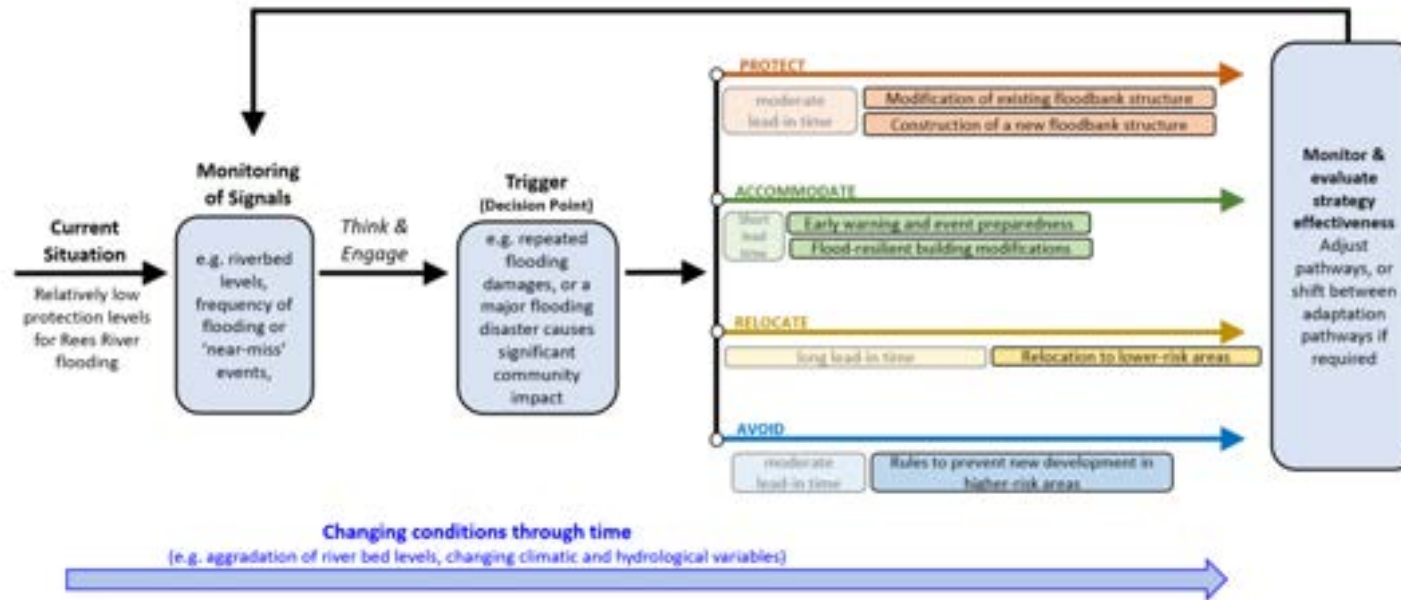 Current
Situation
Relatively low
protection levels
for Rees River
flooding
Monitoring
of Signals
e.g. riverbed
levels,
frequency of
flooding or
'near-miss'
events,
Think &
Engage
Trigger
(Decision Point)
e.g. repeated
flooding
damages, or a
major flooding
disaster causes
significant
community
impact
PROTECT
moderate
lead-in time
Modification of existing floodbank structure
Construction of a new floodbank structure
ACCOMMODATE
Short
lead
time
Early warning and event preparedness
Flood-resilient building modifications
RELOCATE
long lead-in time
Relocation to lower-risk areas
AVOID
moderate
lead-in time
Rules to prevent new development in
higher-risk areas
Monitor &
evaluate
strategy
effectiveness
Adjust
pathways, or
shift between
adaptation
pathways if
required
Changing conditions through time
(e.g. aggradation of river bed levels, changing climatic and hydrological variables)